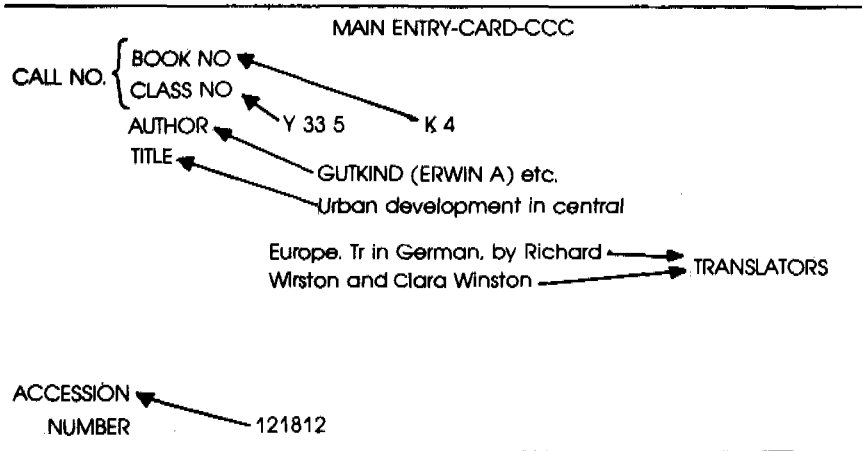 MAIN ENTRY-CARD-CCC
CALL NO. { BOOK NO
CLASS NO
AUTHOR Y 33 5 K 4
TITLE
GUTKIND (ERWIN A) etc.
Urban development in central
Europe. Tr in German, by Richard
Wirston and Clara Winston TRANSLATORS
ACCESSION
NUMBER 121812